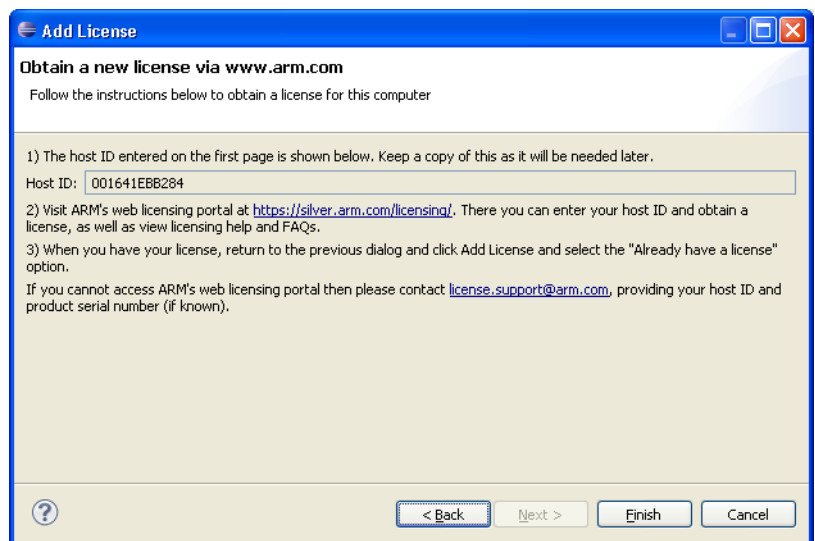 Add License
Obtain a new license via www.arm.com
Follow the instructions below to obtain a license for this computer
1) The host ID entered on the first page is shown below. Keep a copy of this as it will be needed later.
Host ID: 001641EBB284
2) Visit ARM's web licensing portal at https://silver.arm.com/licensing/. There you can enter your host ID and obtain a
license, as well as view licensing help and FAQs.
3) When you have your license, return to the previous dialog and click Add License and select the "Already have a license"
option.
If you cannot access ARM's web licensing portal then please contact license.support@arm.com, providing your host ID and
product serial number (if known).
? < Back Next > Finish Cancel